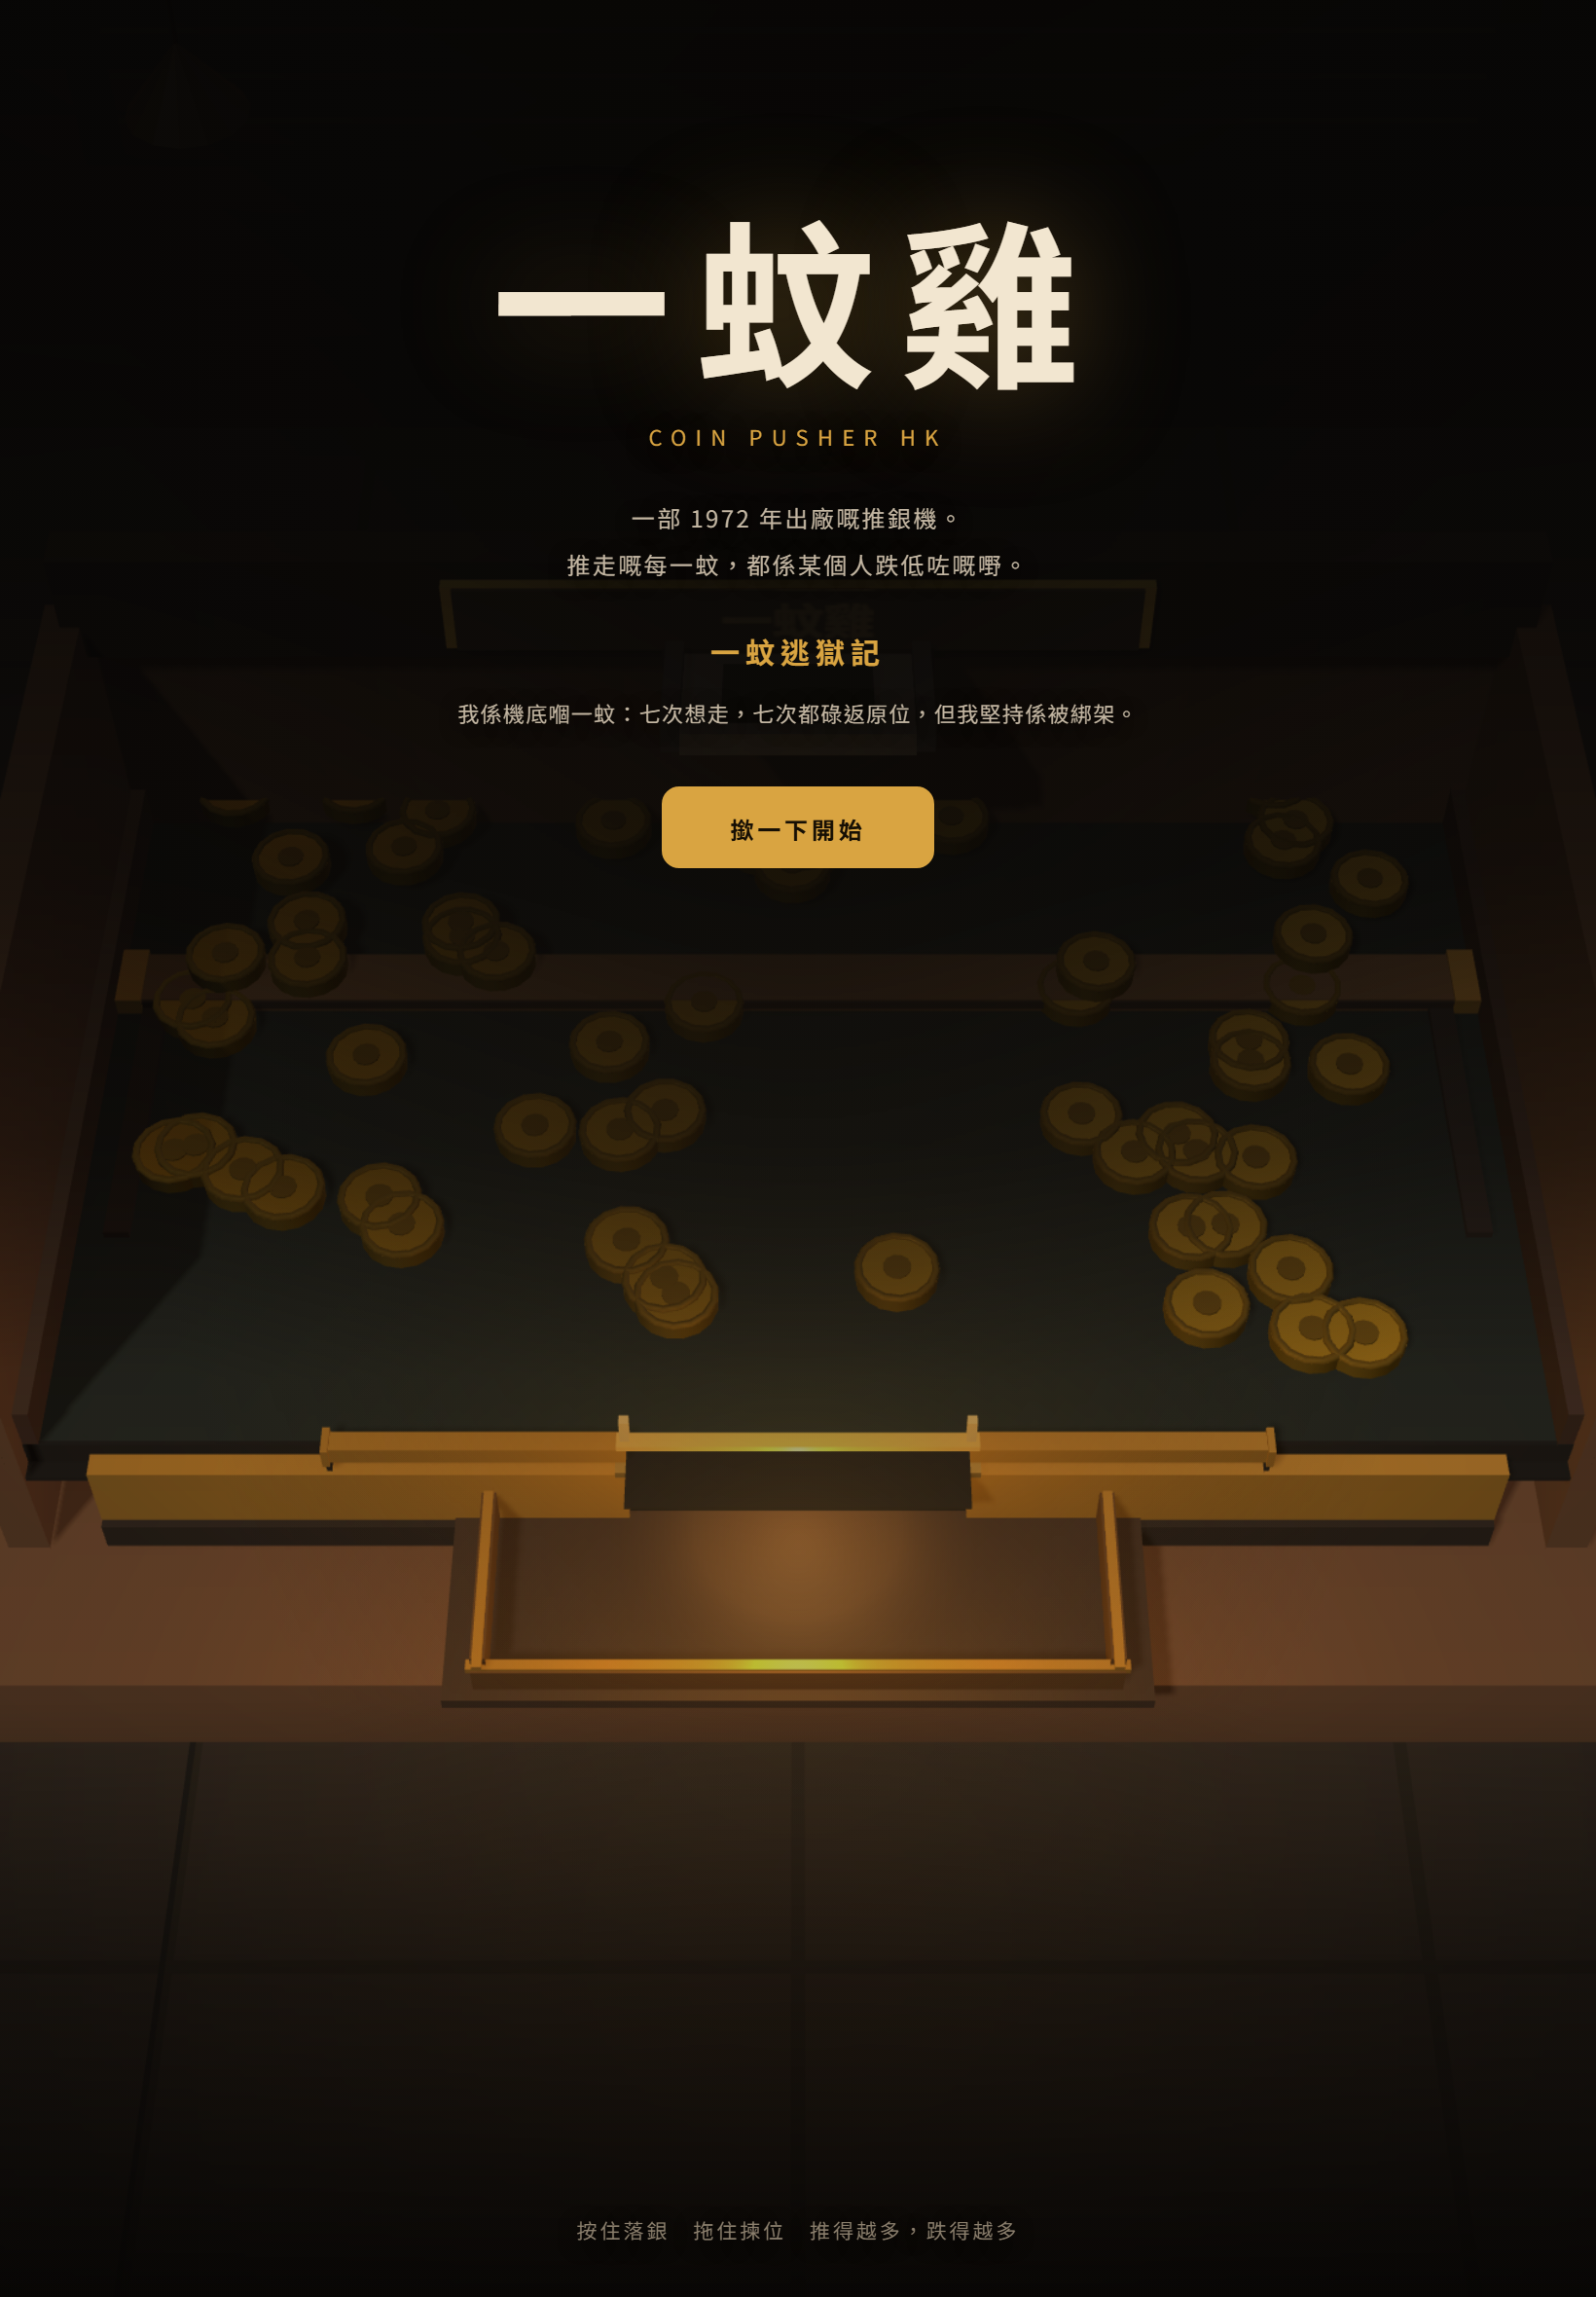 一蚊雞
COIN PUSHER HK
一部 1972 年出廠嘅推銀機。
推走嘅每一蚊，都係某個人跌低咗嘅嘢。
一蚊雞
一蚊逃獄記
我係機底嗰一蚊：七次想走，七次都碌返原位，但我堅持係被綁架。
撳一下開始
按住落銀　拖住揀位　推得越多，跌得越多